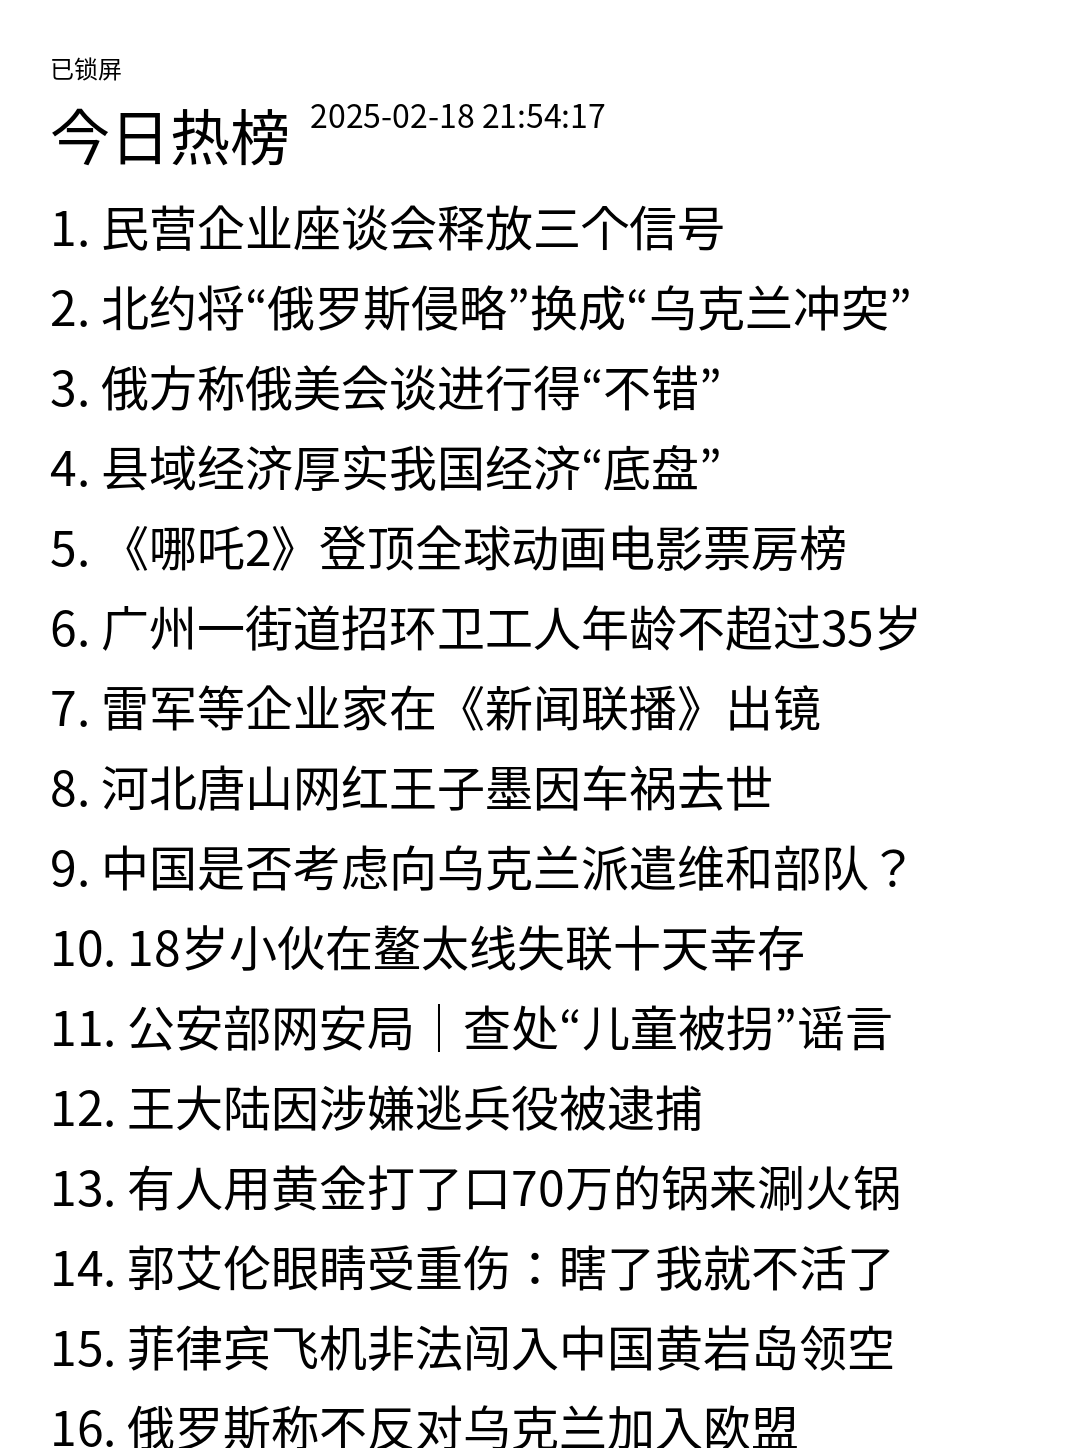 已锁屏
今日热榜 2025-02-18 21:54:17
1. 民营企业座谈会释放三个信号
2. 北约将“俄罗斯侵略”换成“乌克兰冲突”
3. 俄方称俄美会谈进行得“不错”
4. 县域经济厚实我国经济“底盘”
5. 《哪吒2》登顶全球动画电影票房榜
6. 广州一街道招环卫工人年龄不超过35岁
7. 雷军等企业家在《新闻联播》出镜
8. 河北唐山网红王子墨因车祸去世
9. 中国是否考虑向乌克兰派遣维和部队？
10. 18岁小伙在鳌太线失联十天幸存
11. 公安部网安局｜查处“儿童被拐”谣言
12. 王大陆因涉嫌逃兵役被逮捕
13. 有人用黄金打了口70万的锅来涮火锅
14. 郭艾伦眼睛受重伤：瞎了我就不活了
15. 菲律宾飞机非法闯入中国黄岩岛领空
16. 俄罗斯称不反对乌克兰加入欧盟